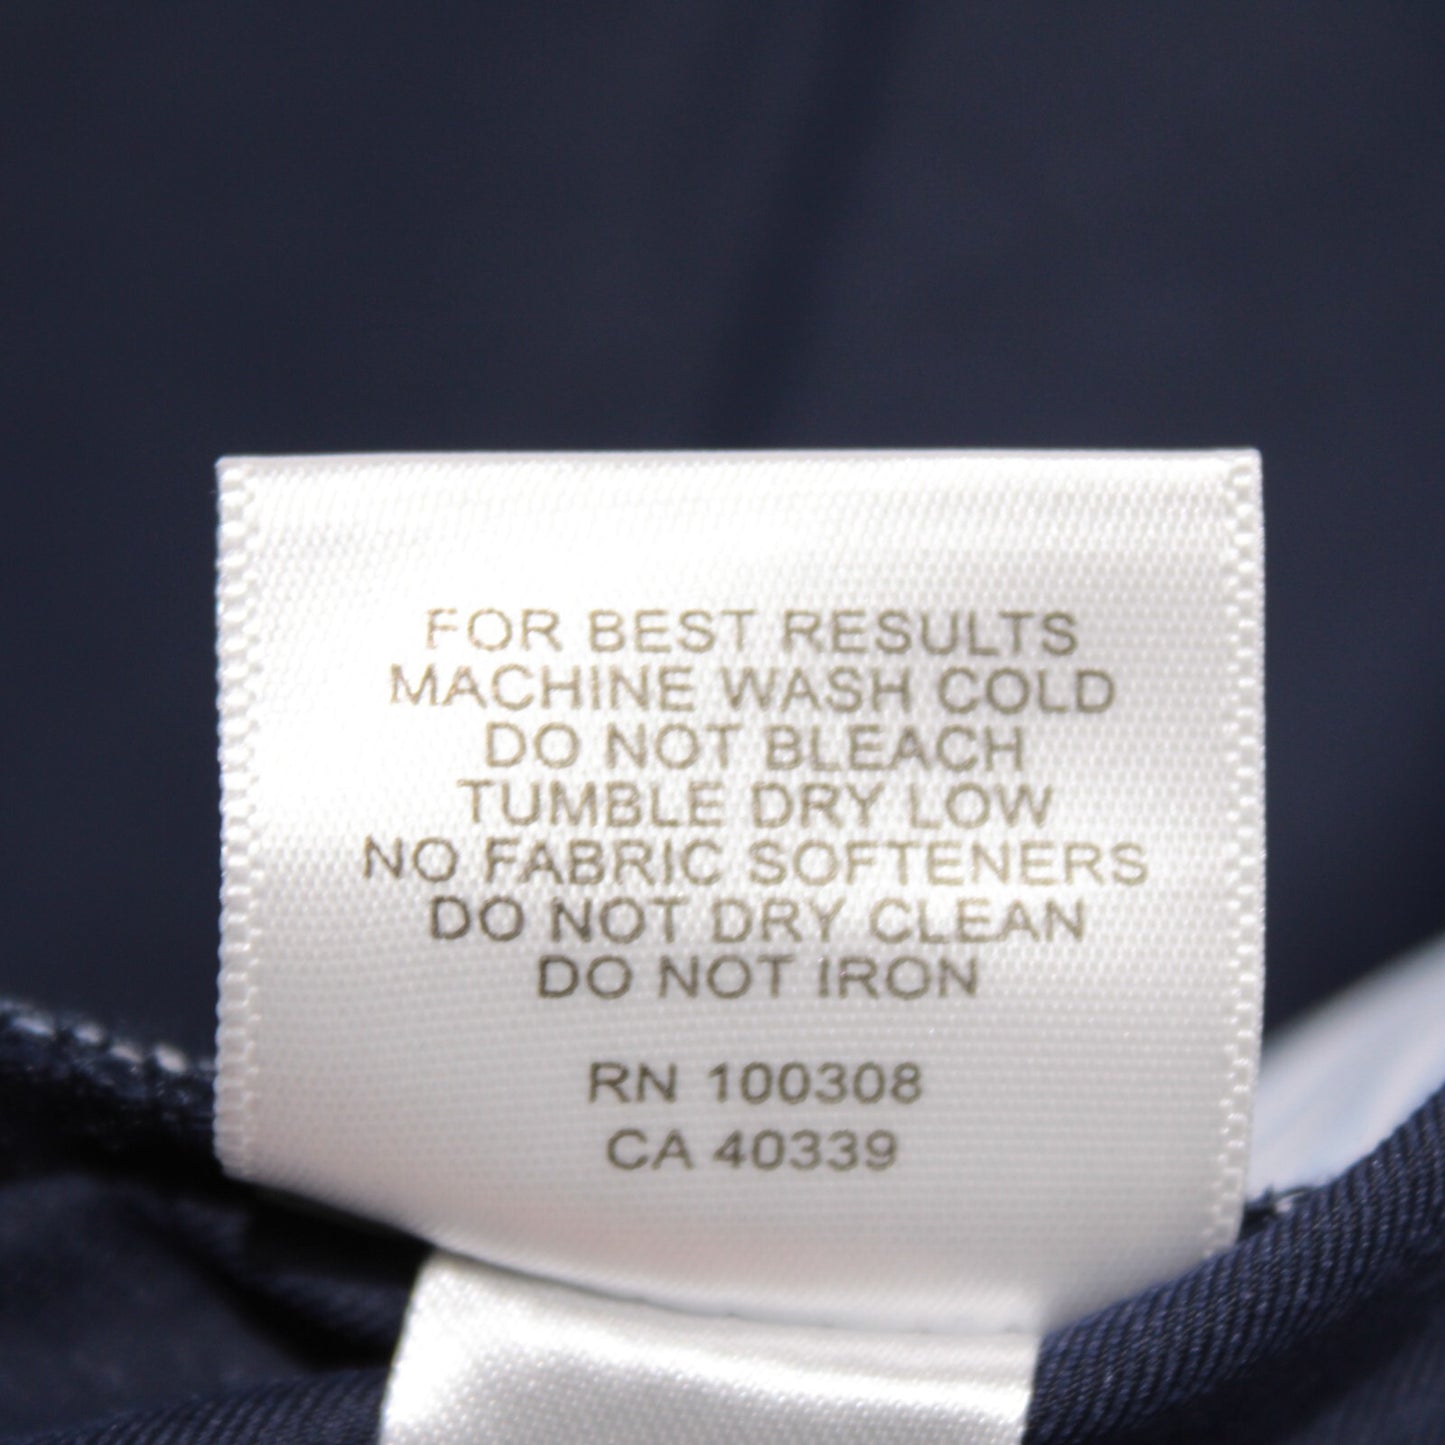 FOR BEST RESULTS
MACHINE WASH COLD
DO NOT BLEACH
TUMBLE DRY LOW
NO FABRIC SOFTENERS
DO NOT DRY CLEAN
DO NOT IRON
RN 100308
CA 40339